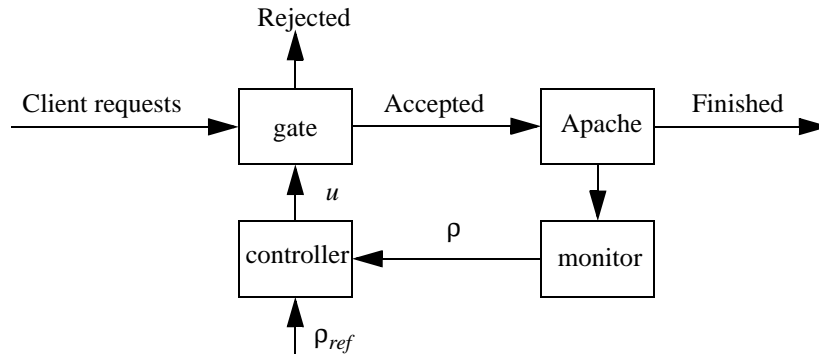 Rejected
Client requests
gate
Accepted
Apache
Finished
u
controller
ρ
monitor
ρref